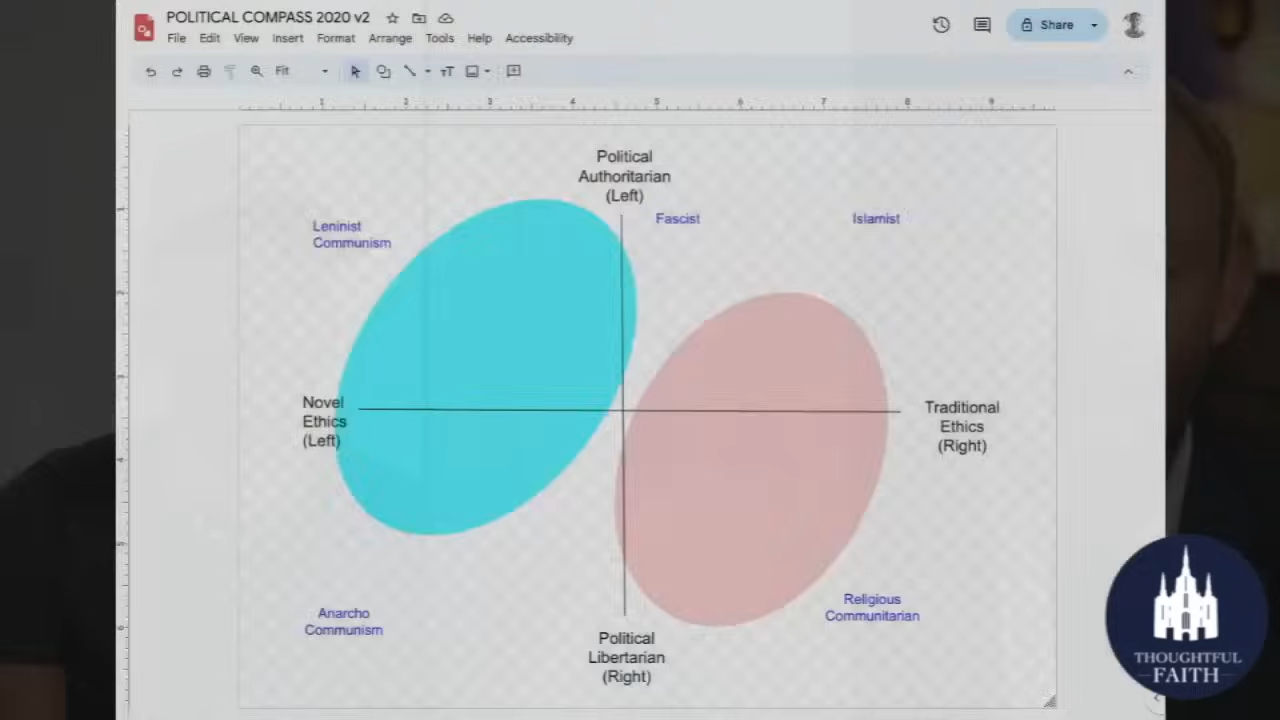 POLITICAL COMPASS 2020 v2
File Edit View Insert Format Arrange Tools Help Accessibility
Share
Fit
1 2 3 4 5 6 7 8 9
Political
Authoritarian
(Left)
Leninist
Communism
Fascist
Islamist
Novel
Ethics
(Left)
Traditional
Ethics
(Right)
Anarcho
Communism
Religious
Communitarian
Political
Libertarian
(Right)
THOUGHTFUL
FAITH